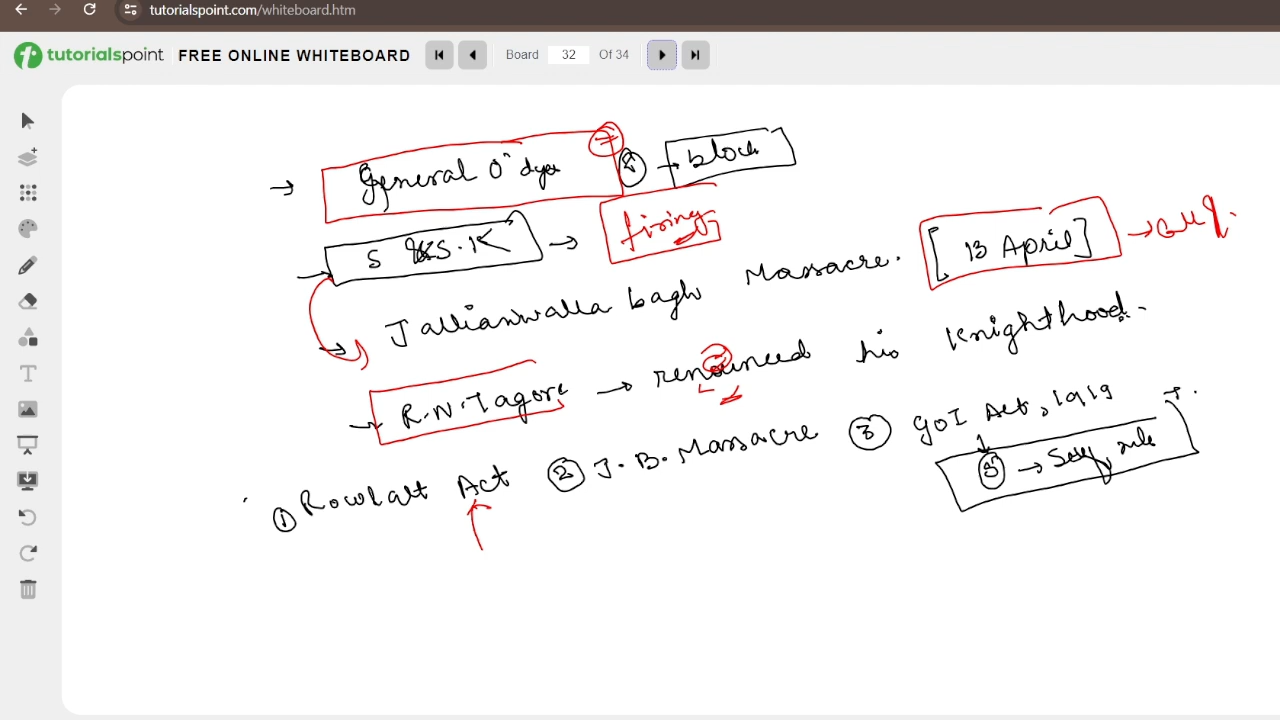 tutorialspoint.com/whiteboard.htm
tutorialspoint FREE ONLINE WHITEBOARD Board 32 Of 34
→ General O' dyer → block
→ S K.S.K → firing
→ Jallianwalla bagh Massacre. [13 April]
→ R.N.Tagore → renounced his Knighthood.
① Rowlatt Act ② J.B. Massacre ③ GOI Act, 1919
→ rule